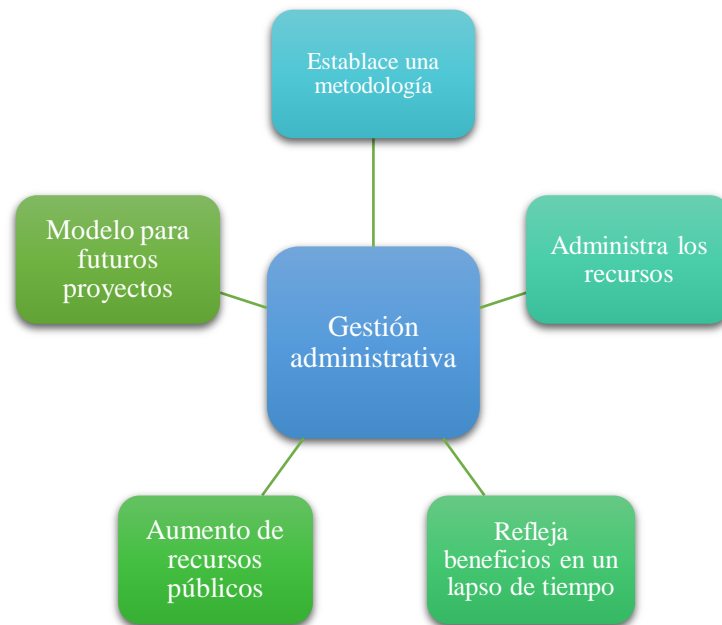 Establace una
metodología
Modelo para
futuros
proyectos
Administra los
recursos
Gestión
administrativa
Aumento de
recursos
públicos
Refleja
beneficios en un
lapso de tiempo